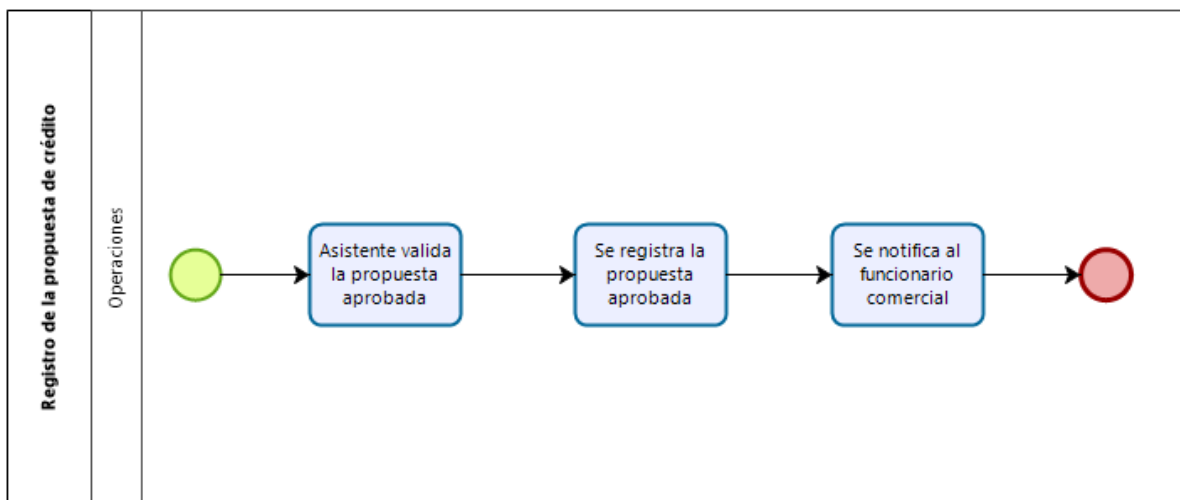 Registro de la propuesta de crédito
Operaciones
Asistente valida
la propuesta
aprobada
Se registra la
propuesta
aprobada
Se notifica al
funcionario
comercial